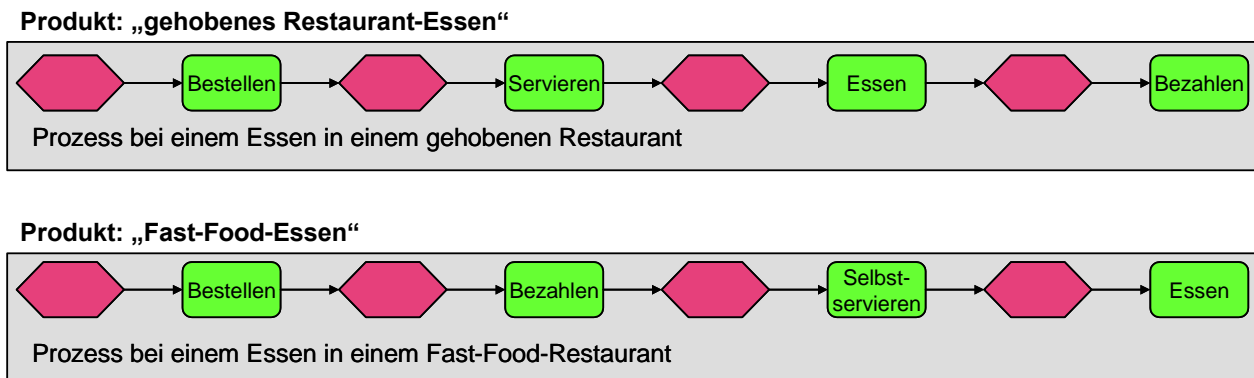 Produkt: „gehobenes Restaurant-Essen“
Bestellen
Servieren
Essen
Bezahlen
Prozess bei einem Essen in einem gehobenen Restaurant
Produkt: „Fast-Food-Essen“
Bestellen
Bezahlen
Selbst-
servieren
Essen
Prozess bei einem Essen in einem Fast-Food-Restaurant